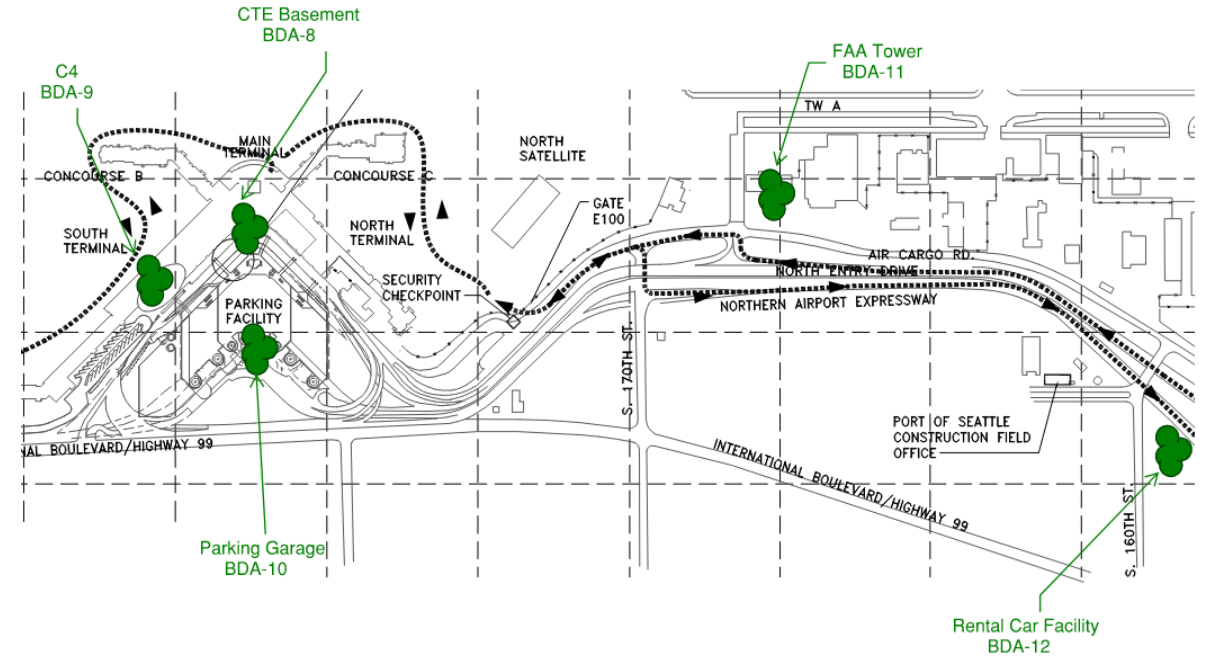 CTE Basement
BDA-8
C4
BDA-9
FAA Tower
BDA-11
TW A
MAIN
TERMINAL
NORTH
SATELLITE
CONCOURSE B
CONCOURSE C
GATE
E100
SOUTH
TERMINAL
NORTH
TERMINAL
AIR CARGO RD.
NORTH ENTRY DRIVE
SECURITY
CHECKPOINT
NORTHERN AIRPORT EXPRESSWAY
PARKING
FACILITY
S. 170TH ST.
PORT OF SEATTLE
CONSTRUCTION FIELD
OFFICE
NAL BOULEVARD/HIGHWAY 99
INTERNATIONAL BOULEVARD/HIGHWAY 99
S. 160TH ST.
Parking Garage
BDA-10
Rental Car Facility
BDA-12